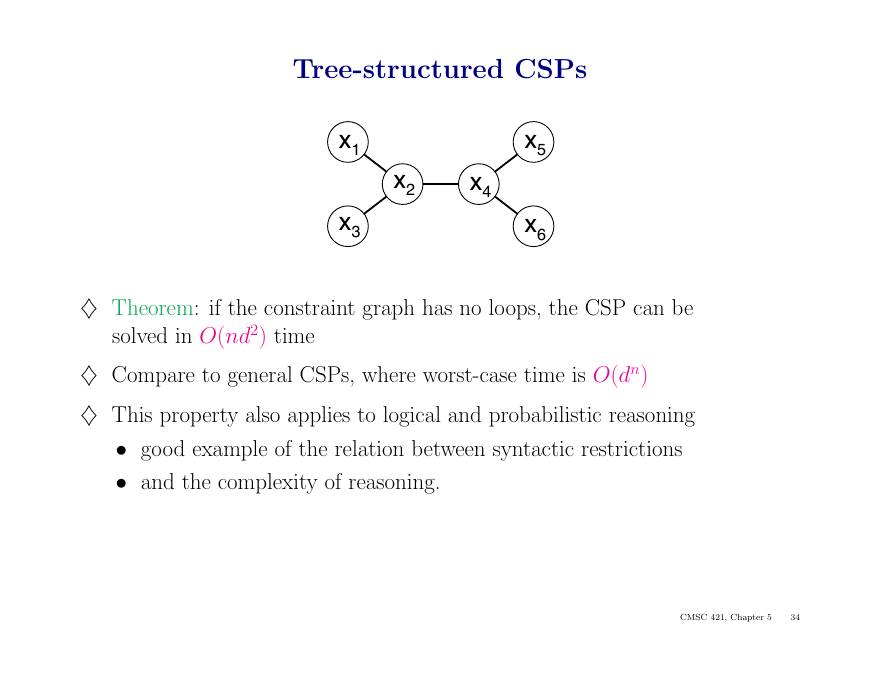 Tree-structured CSPs
X1
X5
X2
X4
X3
X6
♢ Theorem: if the constraint graph has no loops, the CSP can be
solved in O(nd²) time
♢ Compare to general CSPs, where worst-case time is O(dⁿ)
♢ This property also applies to logical and probabilistic reasoning
• good example of the relation between syntactic restrictions
• and the complexity of reasoning.
CMSC 421, Chapter 5 34